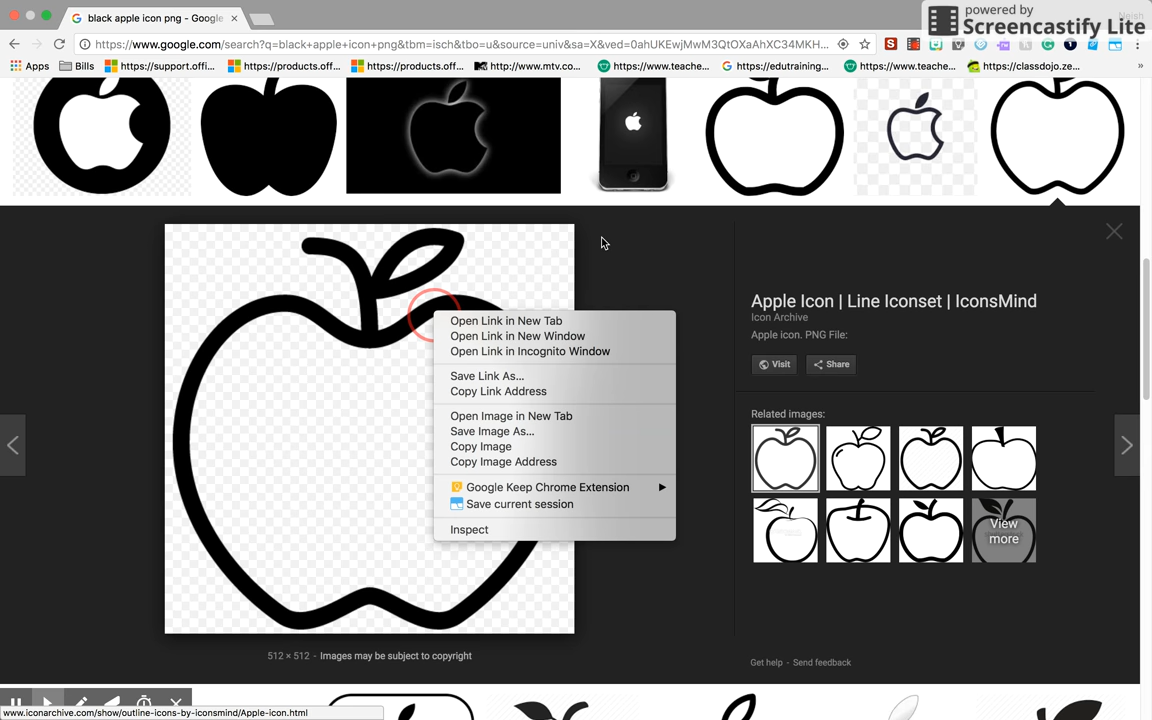 black apple icon png - Google
powered by
Screencastify Lite
https://www.google.com/search?q=black+apple+icon+png&tbm=isch&tbo=u&source=univ&sa=X&ved=0ahUKEwjMwM3QtOXaAhXC34MKH...
Apps
Bills
https://support.offi...
https://products.off...
https://products.off...
http://www.mtv.co...
https://www.teache...
https://edutraining...
https://www.teache...
https://classdojo.ze...
»
Open Link in New Tab
Open Link in New Window
Open Link in Incognito Window
Save Link As...
Copy Link Address
Open Image in New Tab
Save Image As...
Copy Image
Copy Image Address
Google Keep Chrome Extension
Save current session
Inspect
Apple Icon | Line Iconset | IconsMind
Icon Archive
Apple icon. PNG File:
Visit
Share
Related images:
View
more
512 × 512 - Images may be subject to copyright
Get help - Send feedback
www.iconarchive.com/show/outline-icons-by-iconsmind/Apple-icon.html